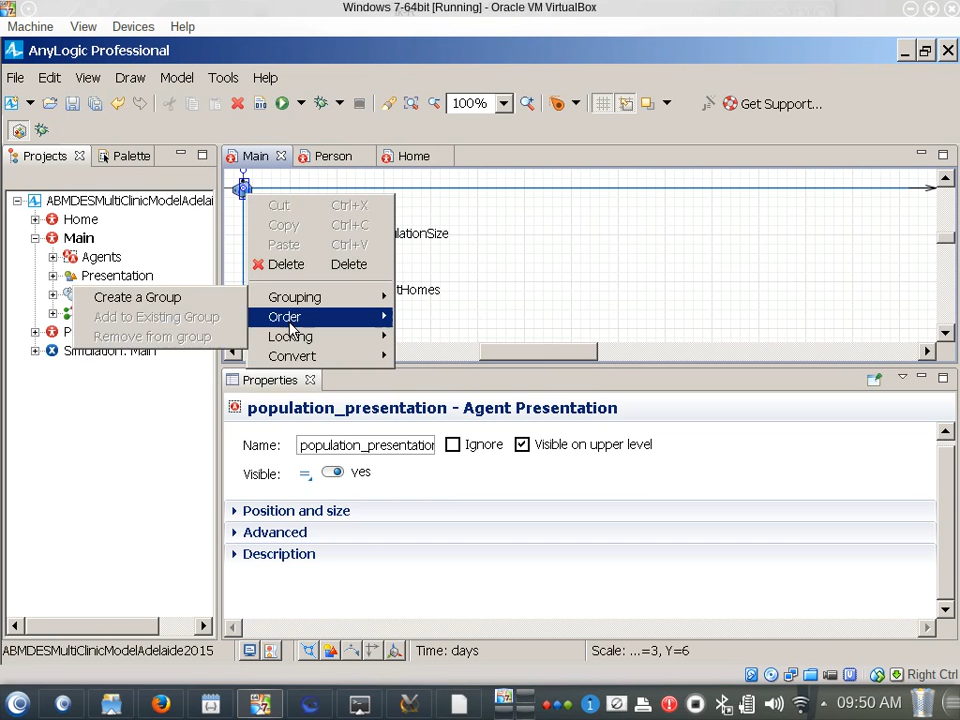 Windows 7-64bit [Running] - Oracle VM VirtualBox
Machine View Devices Help
AnyLogic Professional
File Edit View Draw Model Tools Help
100% Get Support...
Projects Palette
Main Person Home
ABMDESMultiClinicModelAdelai
Home
Main
Agents
Presentation
Simulation: Main
ulationSize
tHomes
Cut Ctrl+X
Copy Ctrl+C
Paste Ctrl+V
Delete Delete
Grouping
Order
Locking
Convert
Create a Group
Add to Existing Group
Remove from group
Properties
population_presentation - Agent Presentation
Name: population_presentation Ignore Visible on upper level
Visible: yes
Position and size
Advanced
Description
ABMDESMultiClinicModelAdelaide2015 Time: days Scale: ...=3, Y=6
Right Ctrl
09:50 AM